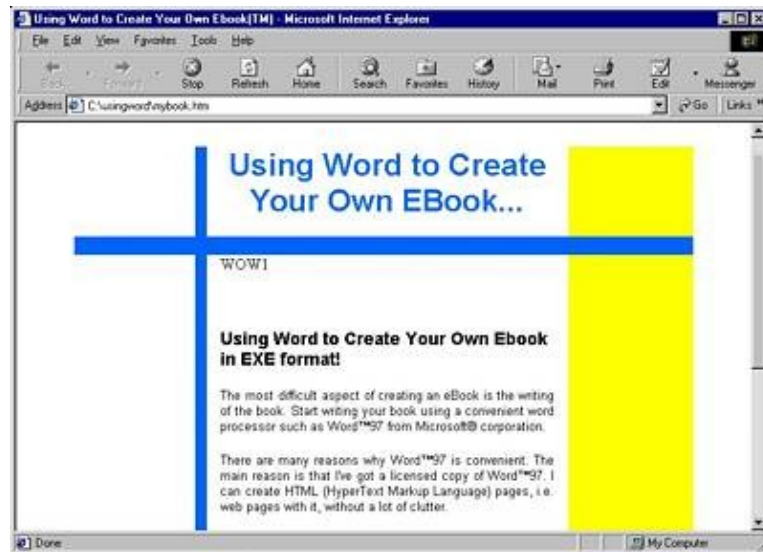 Using Word to Create Your Own Ebook[TM] - Microsoft Internet Explorer
File Edit View Favorites Tools Help
Back Forward Stop Refresh Home Search Favorites History Mail Print Edit Messenger
Address C:\usingword\mybook.htm Go Links »
Using Word to Create
Your Own EBook...
WOW1
Using Word to Create Your Own Ebook
in EXE format!
The most difficult aspect of creating an eBook is the writing
of the book. Start writing your book using a convenient word
processor such as Word™97 from Microsoft® corporation.
There are many reasons why Word™97 is convenient. The
main reason is that I've got a licensed copy of Word™97. I
can create HTML (HyperText Markup Language) pages, i.e.
web pages with it, without a lot of clutter.
Done My Computer